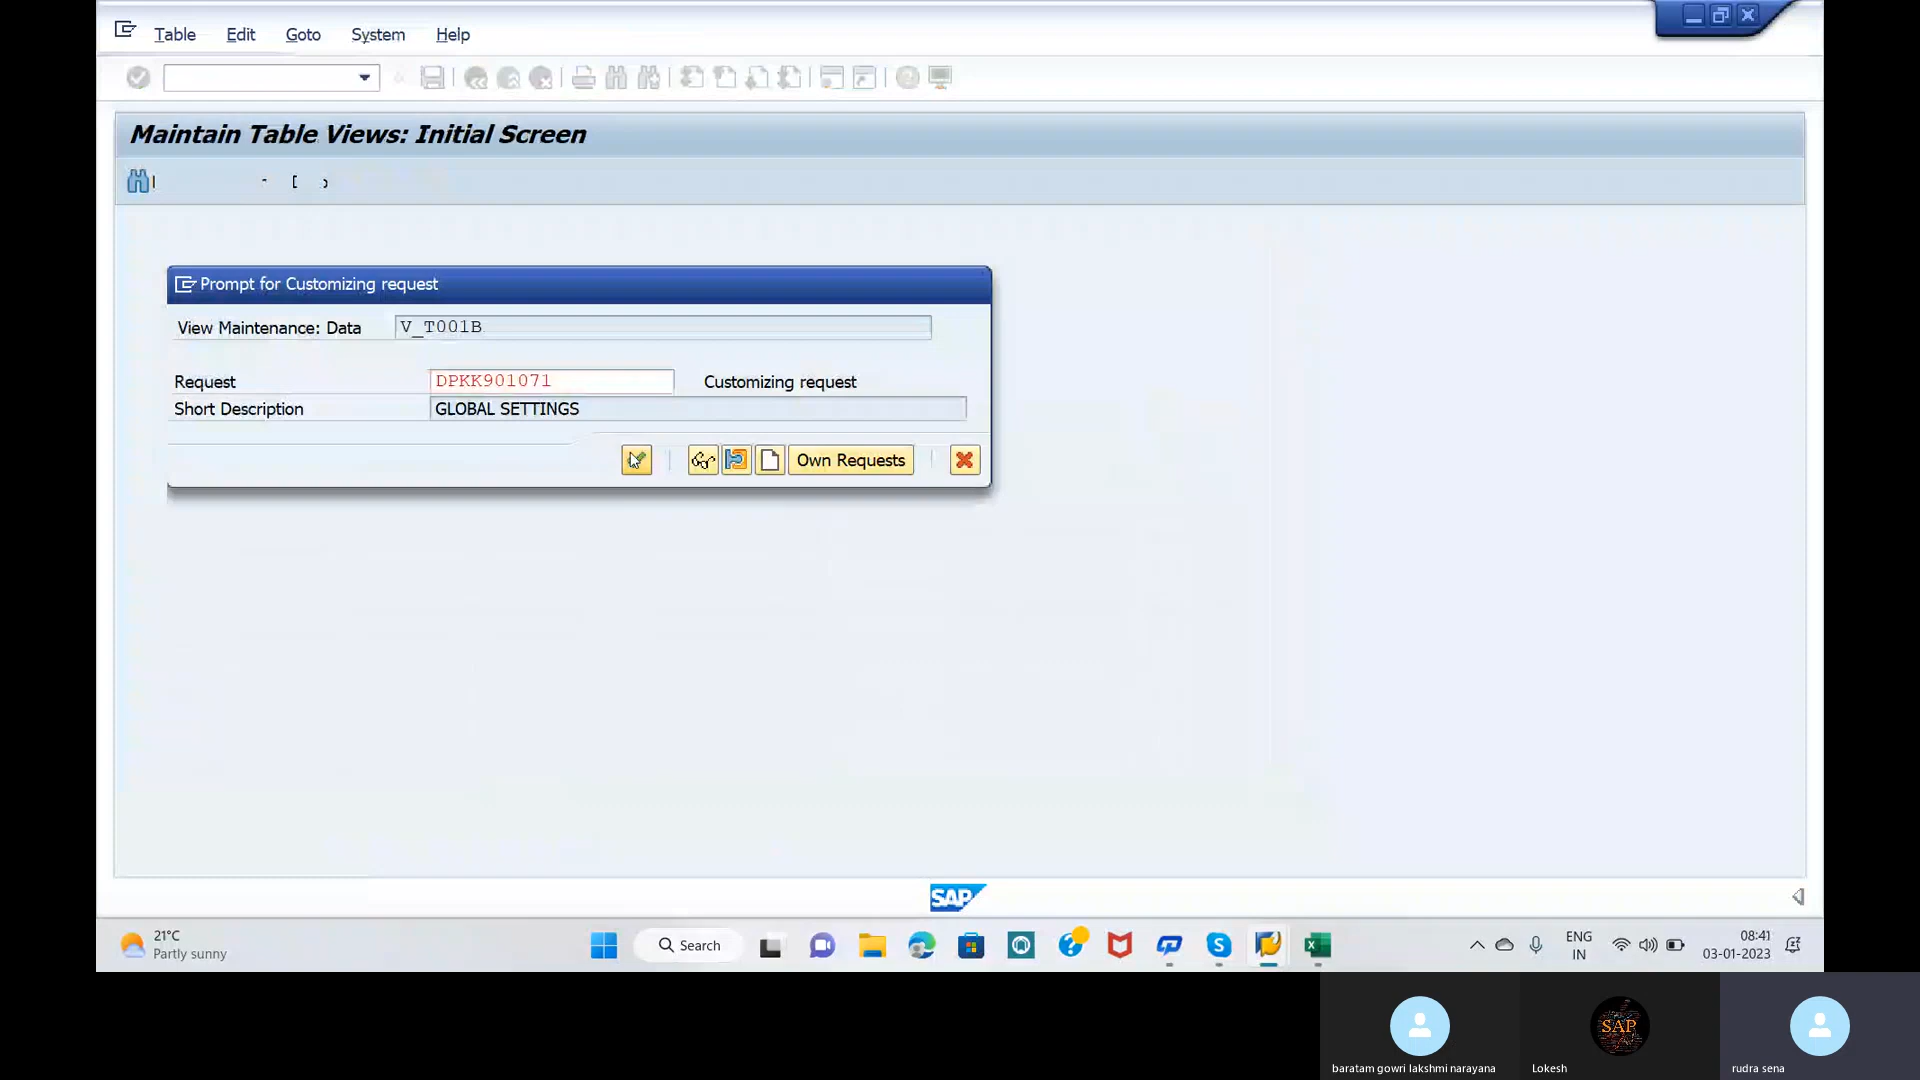 Table Edit Goto System Help
Maintain Table Views: Initial Screen
Prompt for Customizing request
View Maintenance: Data V_T001B
Request DPKK901071 Customizing request
Short Description GLOBAL SETTINGS
Own Requests
SAP
21°C
Partly sunny
Search
ENG
IN
08:41
03-01-2023
SAP
baratam gowri lakshmi narayana
Lokesh
rudra sena